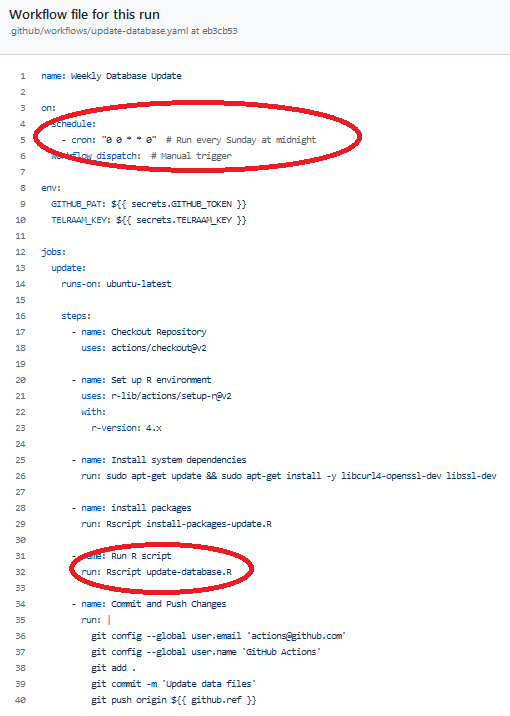 Workflow file for this run
.github/workflows/update-database.yaml at eb3cb53
1 name: Weekly Database Update
2
3 on:
4 schedule:
5 - cron: "0 0 * * 0" # Run every Sunday at midnight
6 workflow_dispatch: # Manual trigger
7
8 env:
9 GITHUB_PAT: ${{ secrets.GITHUB_TOKEN }}
10 TELRAAM_KEY: ${{ secrets.TELRAAM_KEY }}
11
12 jobs:
13 update:
14 runs-on: ubuntu-latest
15
16 steps:
17 - name: Checkout Repository
18 uses: actions/checkout@v2
19
20 - name: Set up R environment
21 uses: r-lib/actions/setup-r@v2
22 with:
23 r-version: 4.x
24
25 - name: Install system dependencies
26 run: sudo apt-get update && sudo apt-get install -y libcurl4-openssl-dev libssl-dev
27
28 - name: install packages
29 run: Rscript install-packages-update.R
30
31 - name: Run R script
32 run: Rscript update-database.R
33
34 - name: Commit and Push Changes
35 run: |
36 git config --global user.email 'actions@github.com'
37 git config --global user.name 'GitHub Actions'
38 git add .
39 git commit -m 'Update data files'
40 git push origin ${{ github.ref }}